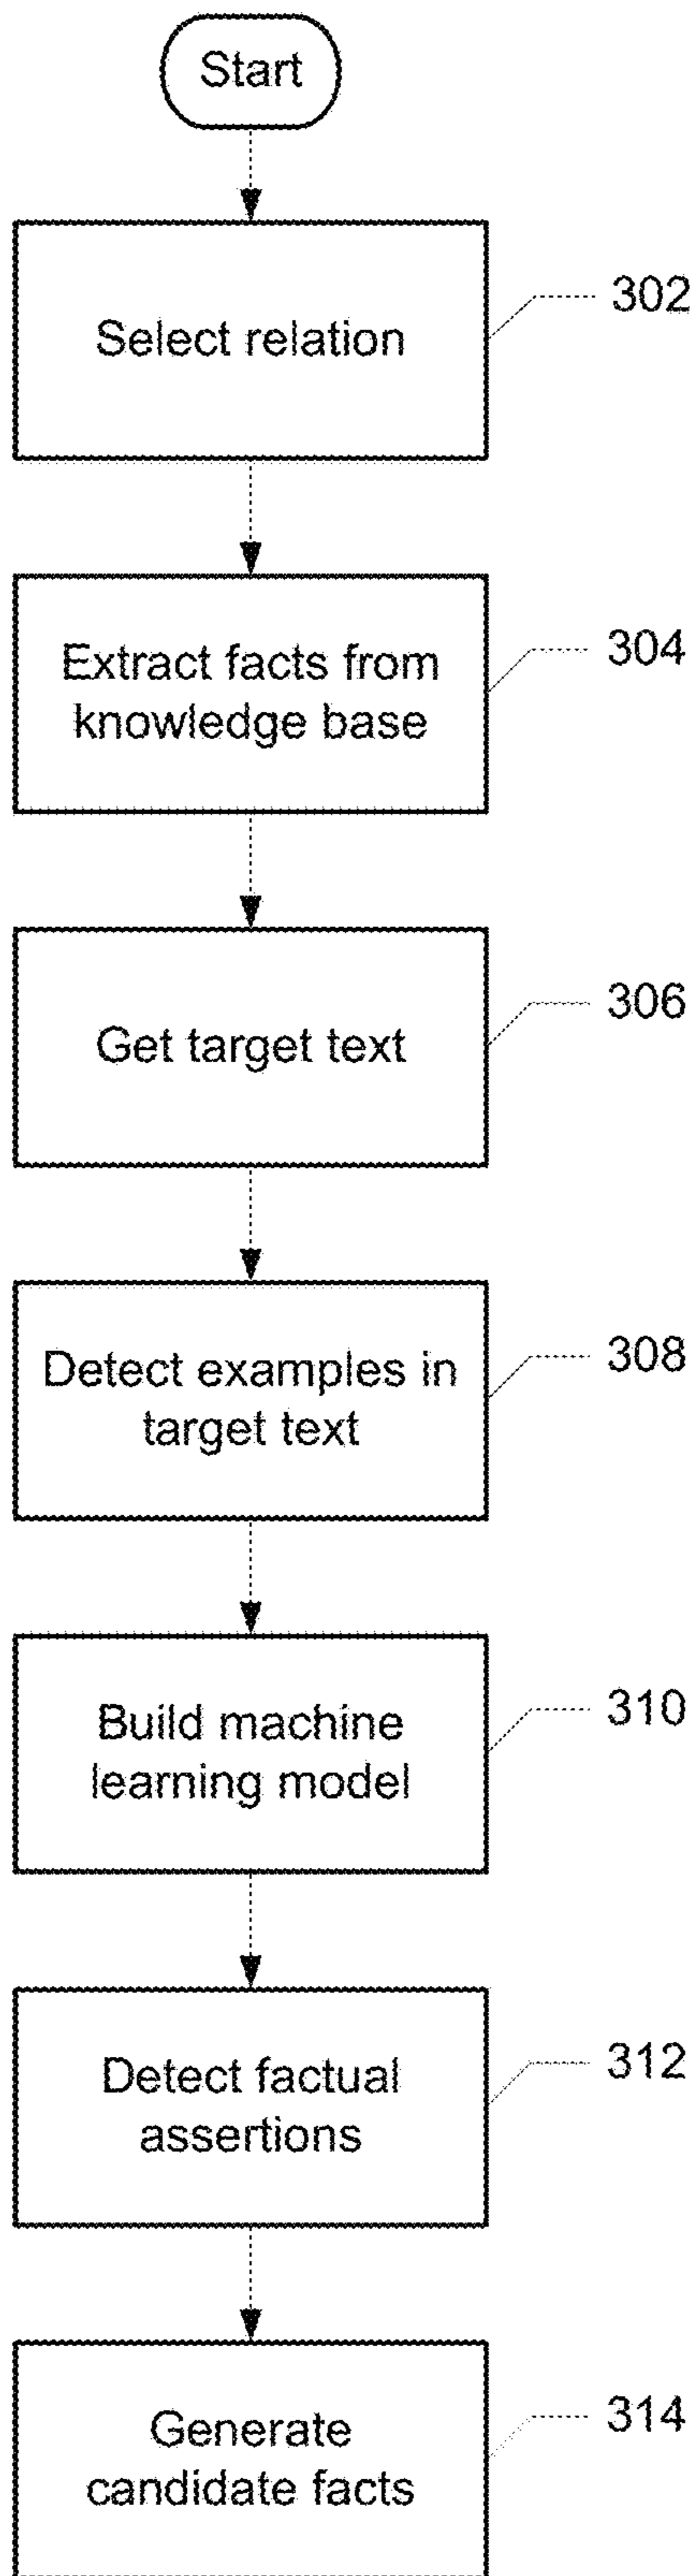 Start
Select relation
302
Extract facts from
knowledge base
304
Get target text
306
Detect examples in
target text
308
Build machine
learning model
310
Detect factual
assertions
312
Generate
candidate facts
314